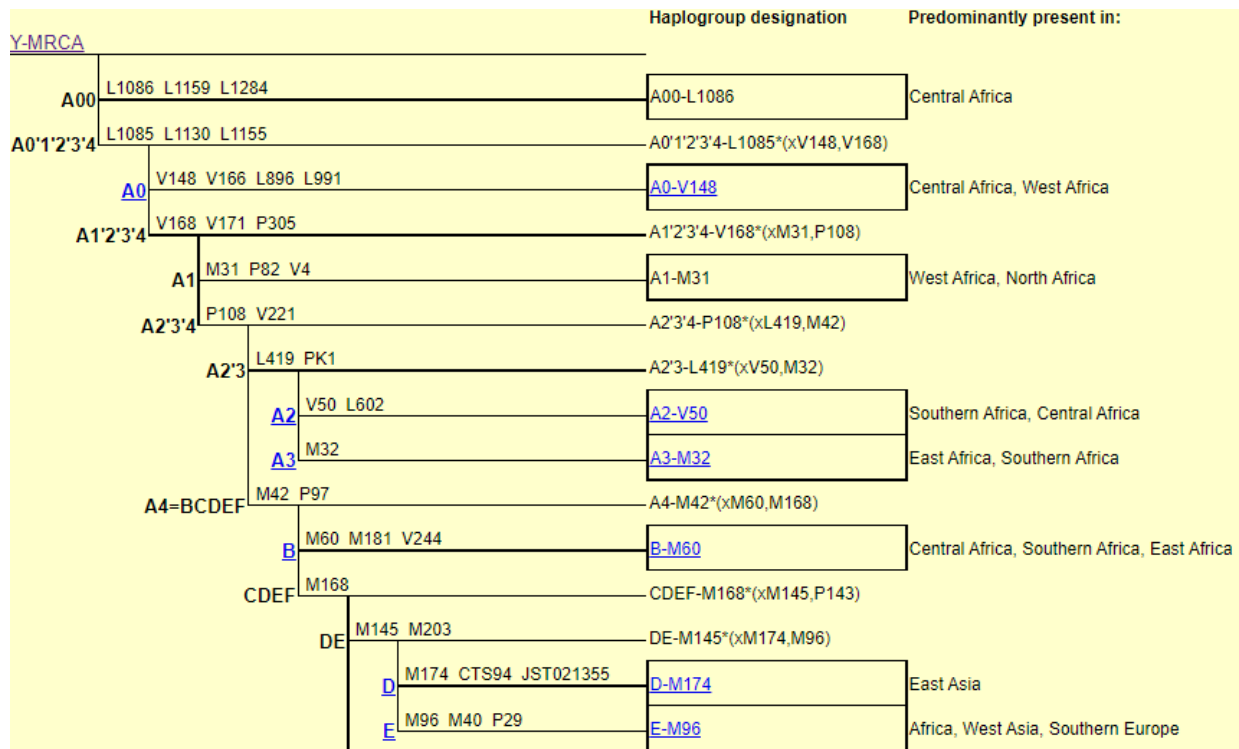 Haplogroup designation Predominantly present in:
Y-MRCA
L1086 L1159 L1284
A00 A00-L1086 Central Africa
L1085 L1130 L1155
A0'1'2'3'4 A0'1'2'3'4-L1085*(xV148,V168)
V148 V166 L896 L991
A0 A0-V148 Central Africa, West Africa
V168 V171 P305
A1'2'3'4 A1'2'3'4-V168*(xM31,P108)
M31 P82 V4
A1 A1-M31 West Africa, North Africa
P108 V221
A2'3'4 A2'3'4-P108*(xL419,M42)
L419 PK1
A2'3 A2'3-L419*(xV50,M32)
V50 L602
A2 A2-V50 Southern Africa, Central Africa
M32
A3 A3-M32 East Africa, Southern Africa
M42 P97
A4=BCDEF A4-M42*(xM60,M168)
M60 M181 V244
B B-M60 Central Africa, Southern Africa, East Africa
M168
CDEF CDEF-M168*(xM145,P143)
M145 M203
DE DE-M145*(xM174,M96)
M174 CTS94 JST021355
D D-M174 East Asia
M96 M40 P29
E E-M96 Africa, West Asia, Southern Europe